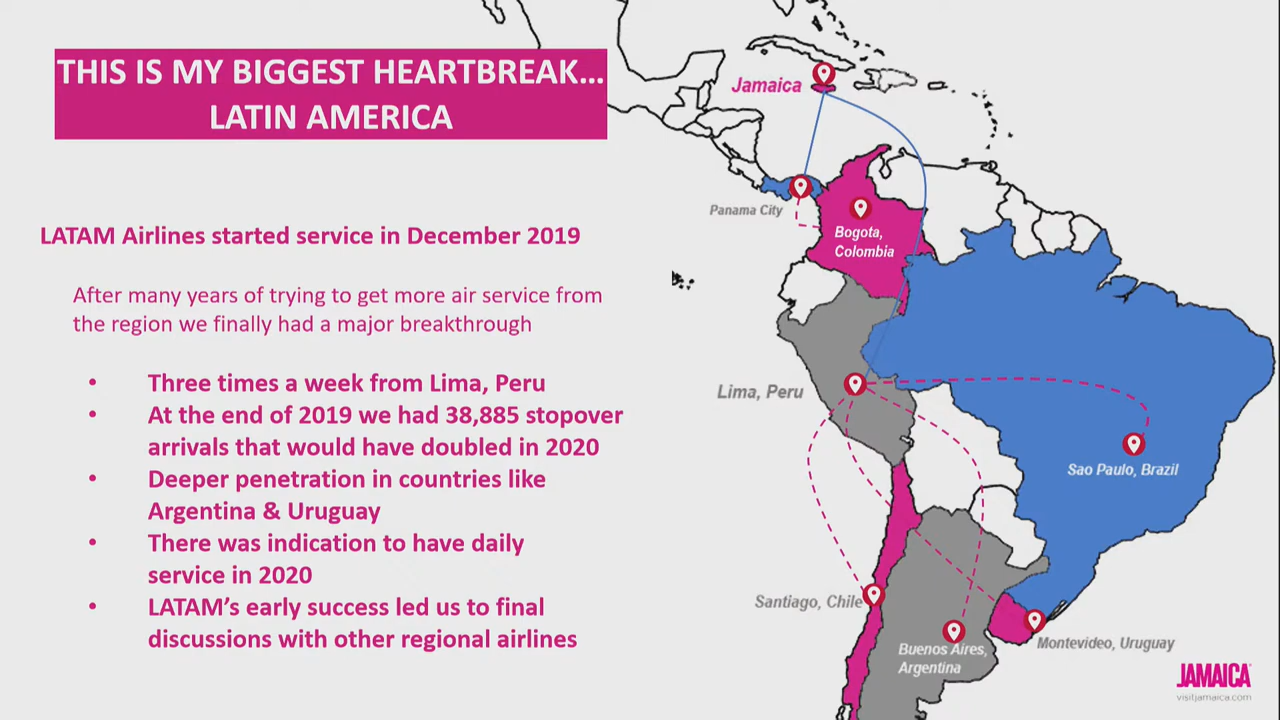 THIS IS MY BIGGEST HEARTBREAK...
LATIN AMERICA
LATAM Airlines started service in December 2019
After many years of trying to get more air service from
the region we finally had a major breakthrough
• Three times a week from Lima, Peru
• At the end of 2019 we had 38,885 stopover
arrivals that would have doubled in 2020
• Deeper penetration in countries like
Argentina & Uruguay
• There was indication to have daily
service in 2020
• LATAM's early success led us to final
discussions with other regional airlines
Jamaica
Panama City
Bogota,
Colombia
Lima, Peru
Sao Paulo, Brazil
Santiago, Chile
Buenos Aires,
Argentina
Montevideo, Uruguay
JAMAICA
visitjamaica.com